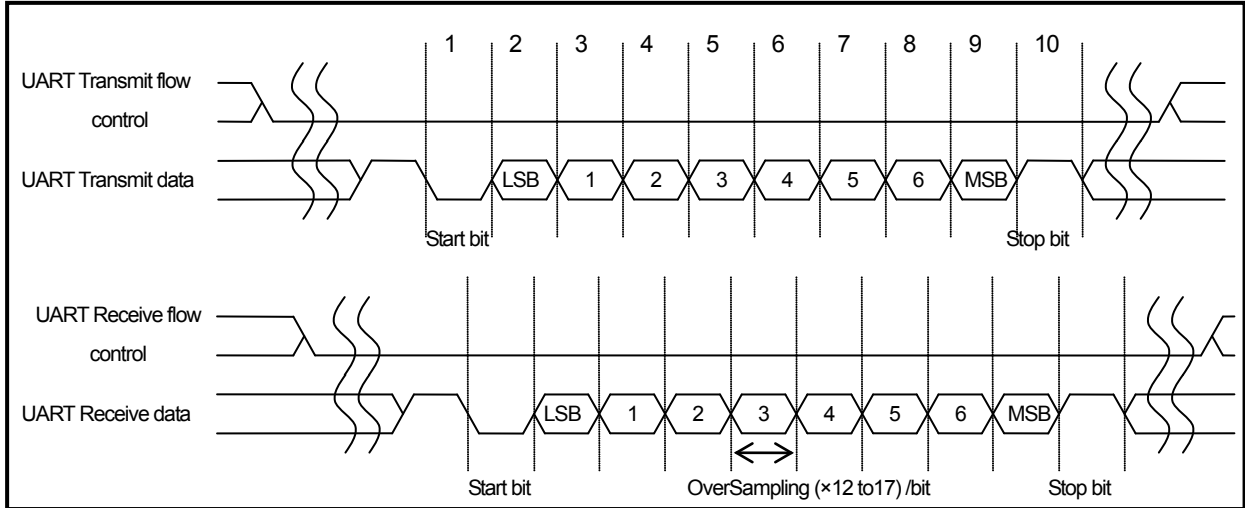 1 2 3 4 5 6 7 8 9 10
UART Transmit flow
control
UART Transmit data
LSB 1 2 3 4 5 6 MSB
Start bit Stop bit
UART Receive flow
control
UART Receive data
LSB 1 2 3 4 5 6 MSB
Start bit OverSampling (×12 to17) /bit Stop bit